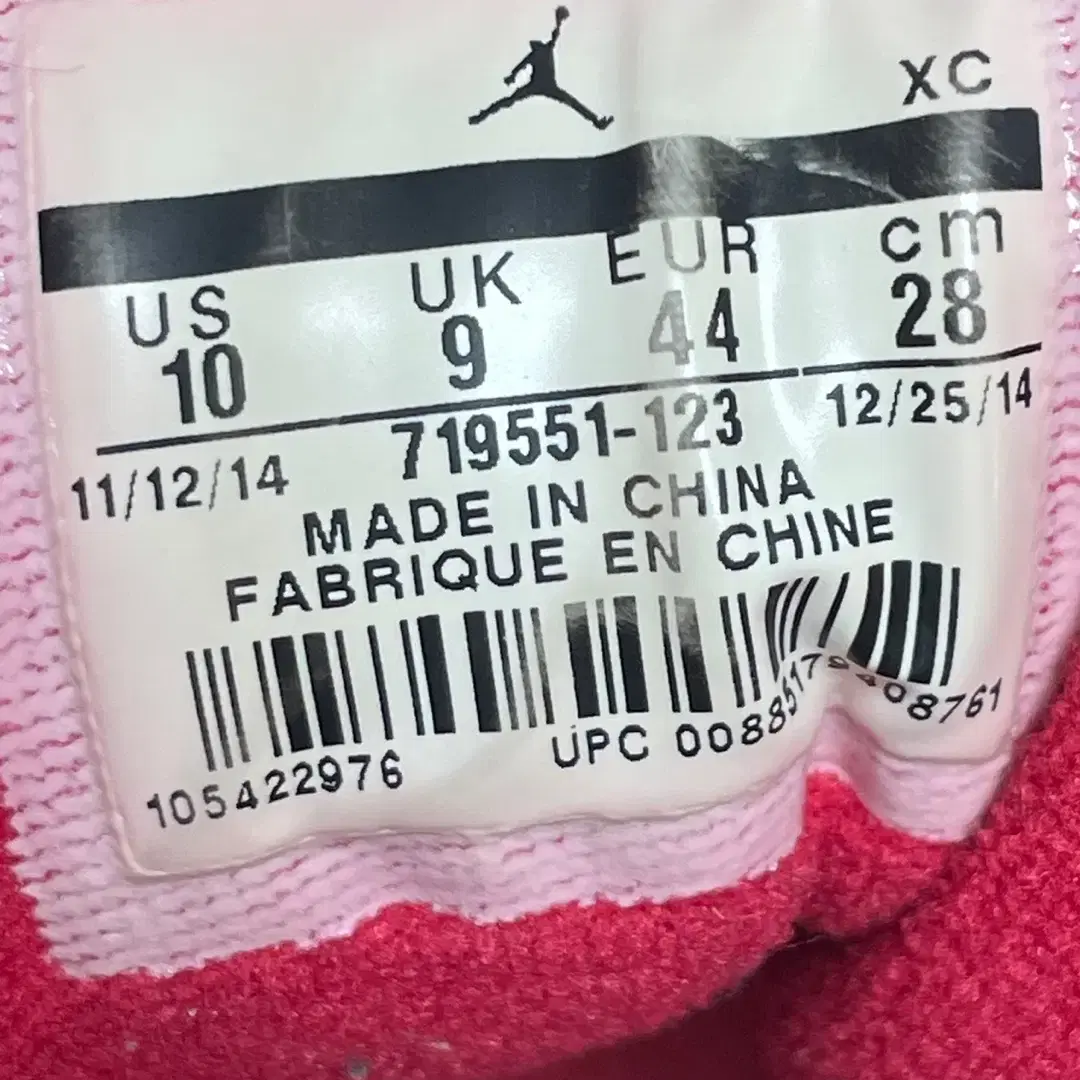 XC
US UK EUR cm
10 9 44 28
11/12/14 719551-123 12/25/14
MADE IN CHINA
FABRIQUE EN CHINE
105422976 UPC 00885179408761